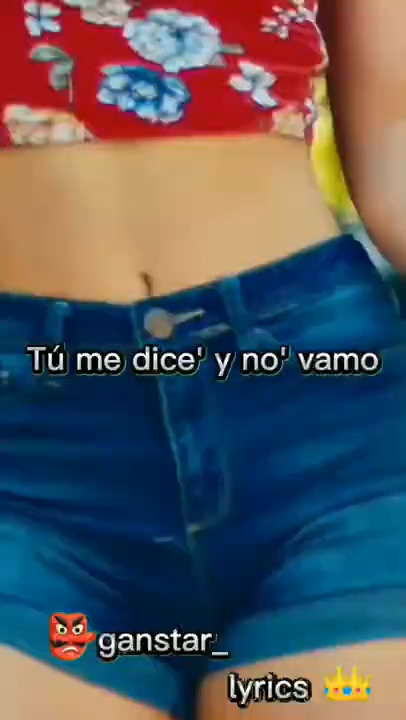 Tú me dice' y no' vamo
👹 ganstar_
lyrics 👑